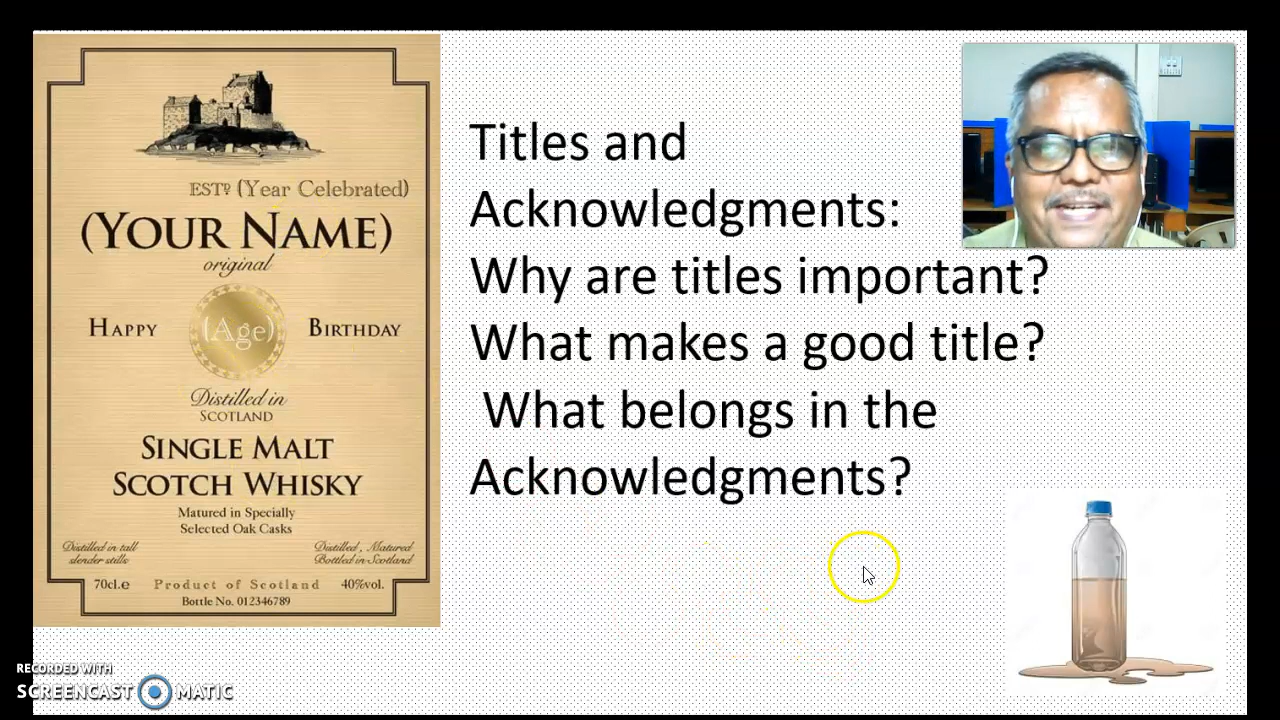 ESTD (Year Celebrated)
(YOUR NAME)
original
HAPPY (Age) BIRTHDAY
Distilled in
SCOTLAND
SINGLE MALT
SCOTCH WHISKY
Matured in Specially
Selected Oak Casks
Distilled in tall
slender stills
Distilled, Matured
Bottled in Scotland
70cl.e Product of Scotland 40%vol.
Bottle No. 012346789
Titles and
Acknowledgments:
Why are titles important?
What makes a good title?
What belongs in the
Acknowledgments?
RECORDED WITH
SCREENCAST MATIC